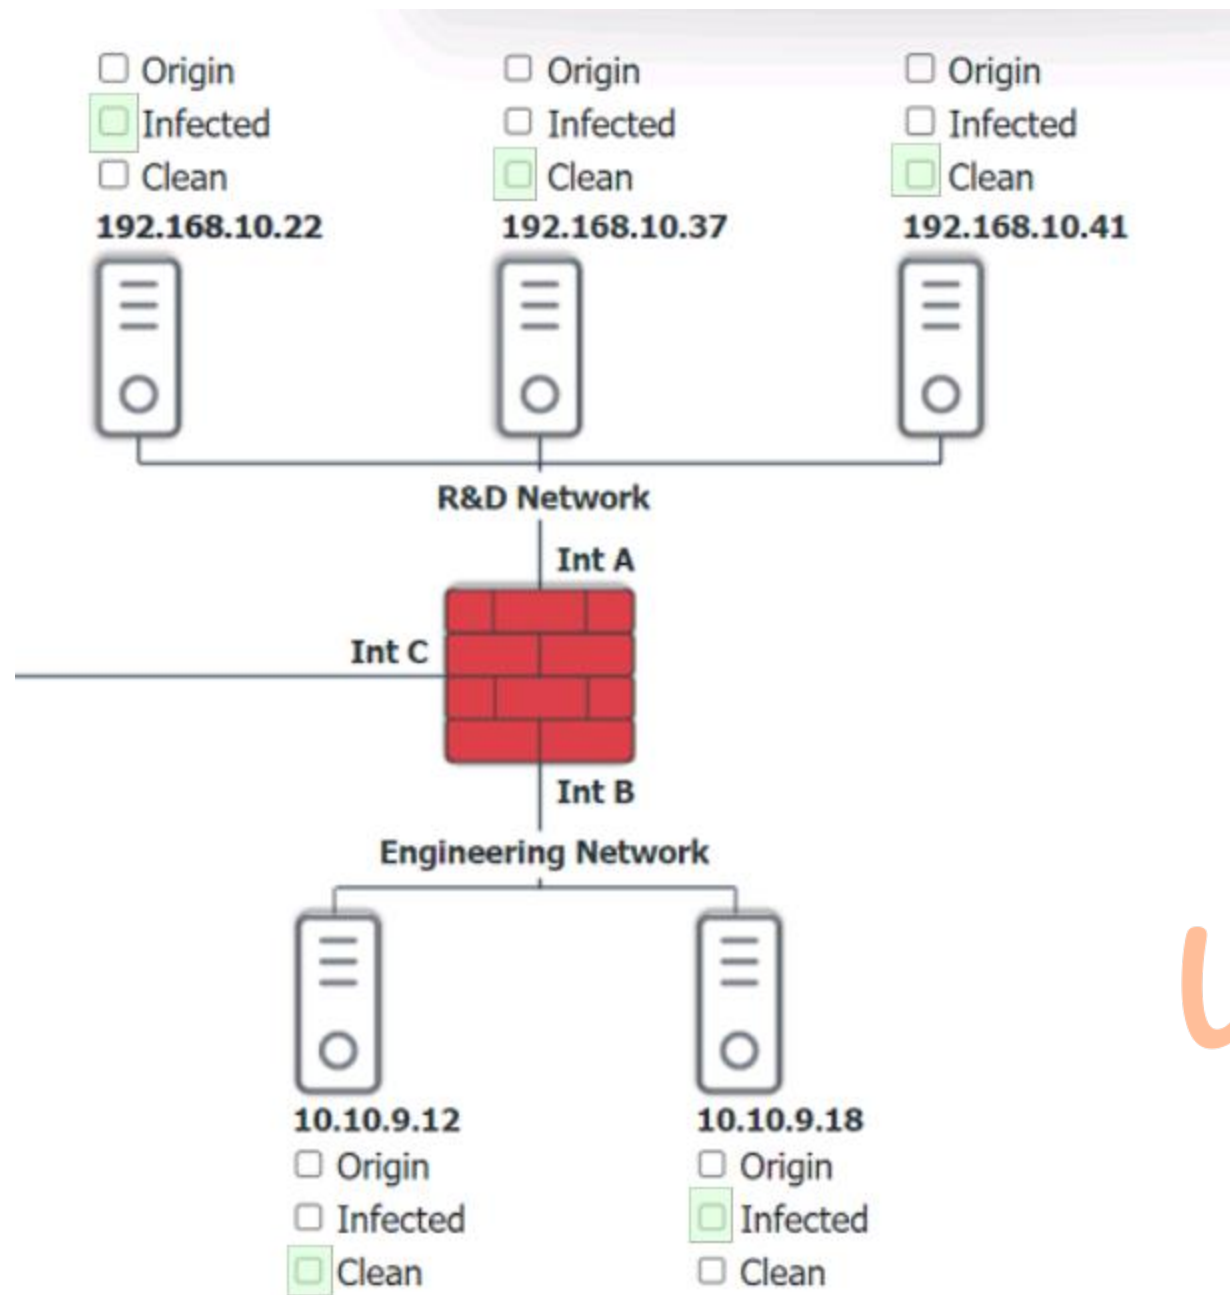 Origin Origin Origin
Infected Infected Infected
Clean Clean Clean
192.168.10.22 192.168.10.37 192.168.10.41
R&D Network
Int A
Int C
Int B
Engineering Network
10.10.9.12 10.10.9.18
Origin Origin
Infected Infected
Clean Clean